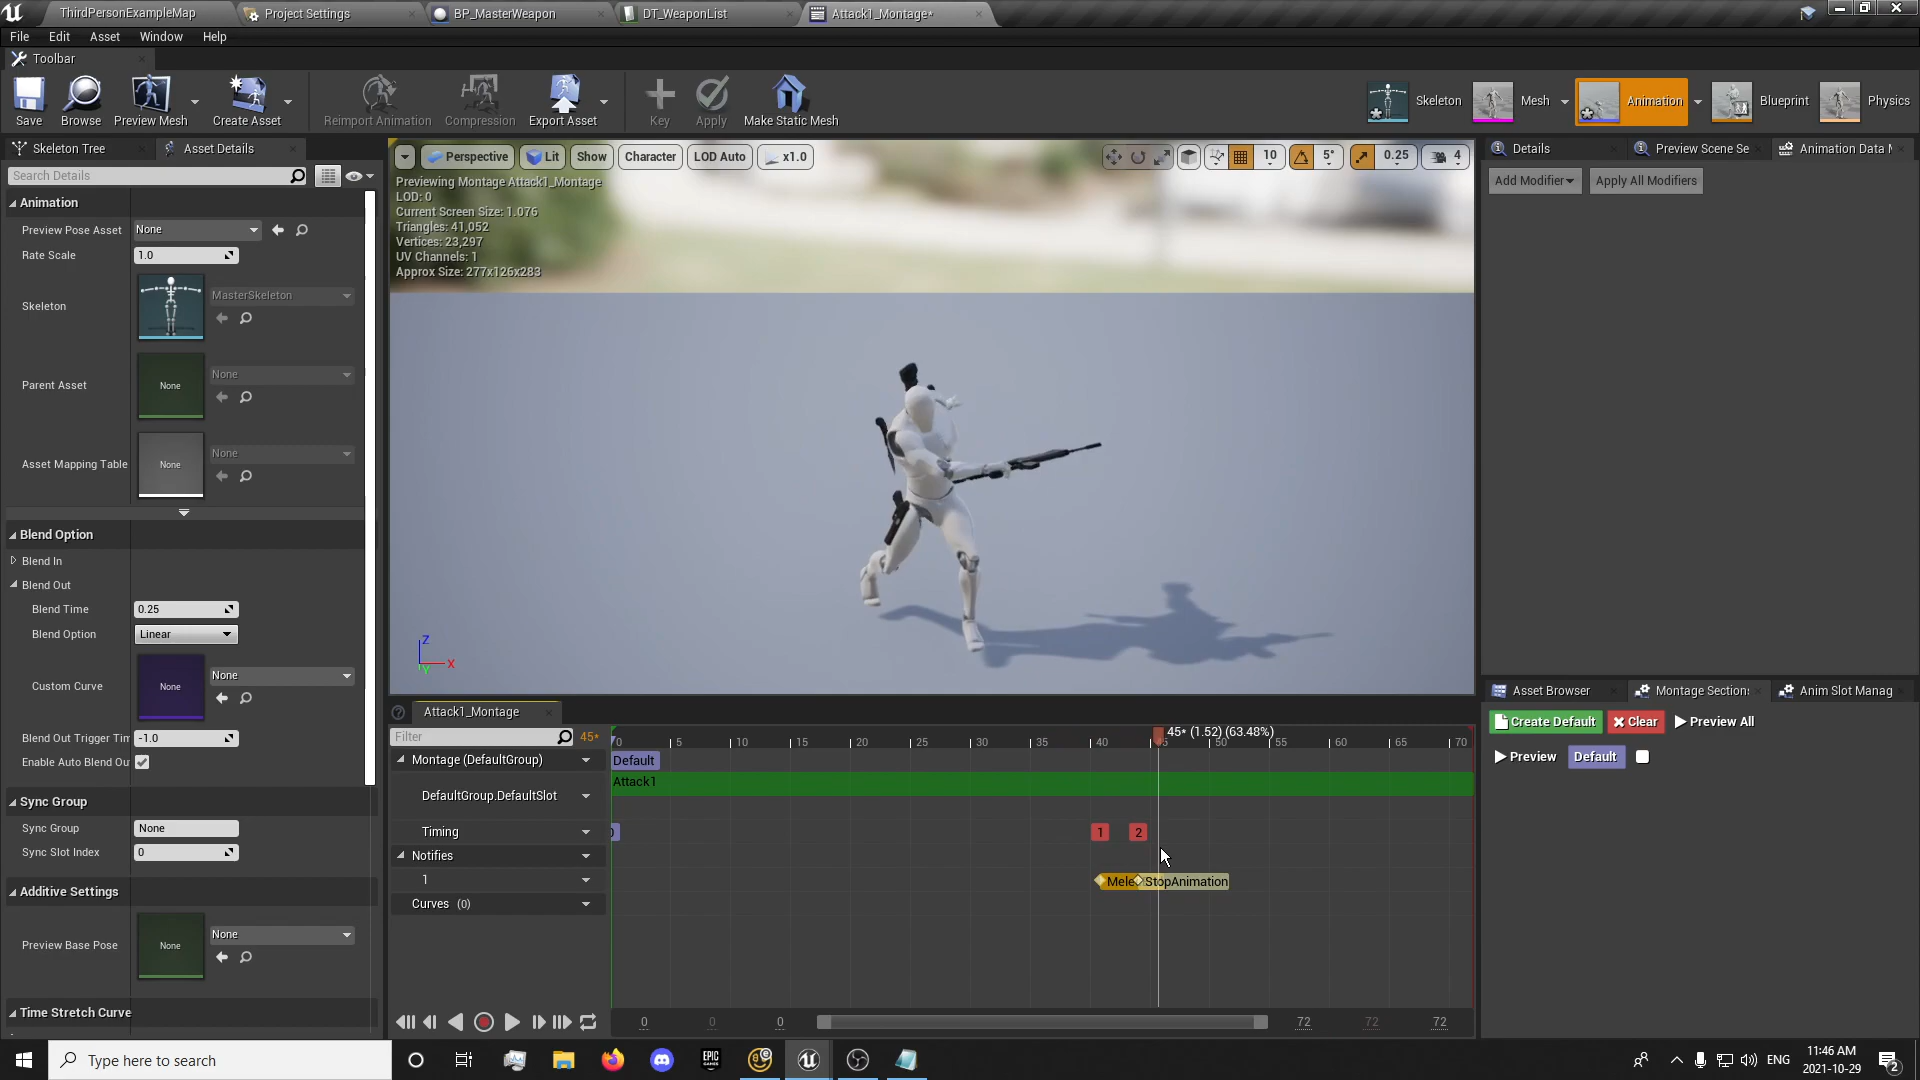 ThirdPersonExampleMap
Project Settings
BP_MasterWeapon
DT_WeaponList
Attack1_Montage*
File Edit Asset Window Help
Toolbar
Save
Browse
Preview Mesh
Create Asset
Reimport Animation
Compression
Export Asset
Key
Apply
Make Static Mesh
Skeleton
Mesh
Animation
Blueprint
Physics
Skeleton Tree
Asset Details
Search Details
Animation
Preview Pose Asset None
Rate Scale 1.0
Skeleton MasterSkeleton
Parent Asset None None
Asset Mapping Table None None
Blend Option
Blend In
Blend Out
Blend Time 0.25
Blend Option Linear
Custom Curve None None
Blend Out Trigger Tim -1.0
Enable Auto Blend Ou
Sync Group
Sync Group None
Sync Slot Index 0
Additive Settings
Preview Base Pose None None
Time Stretch Curve
Perspective Lit Show Character LOD Auto x1.0
10 5° 0.25 4
Previewing Montage Attack1_Montage
LOD: 0
Current Screen Size: 1.076
Triangles: 41,052
Vertices: 23,297
UV Channels: 1
Approx Size: 277x126x283
Z
X
Y
Attack1_Montage
Filter 45*
0 5 10 15 20 25 30 35 40 45 50 55 60 65 70
45* (1.52) (63.48%)
Montage (DefaultGroup) Default
Attack1
DefaultGroup.DefaultSlot
Timing 1 2
Notifies
1 Mele StopAnimation
Curves (0)
0 0 0 72 72 72
Details
Preview Scene Se
Animation Data M
Add Modifier
Apply All Modifiers
Asset Browser
Montage Sections
Anim Slot Manag
Create Default Clear Preview All
Preview Default
Type here to search
EPIC
GAMES
ENG
11:46 AM
2021-10-29
2